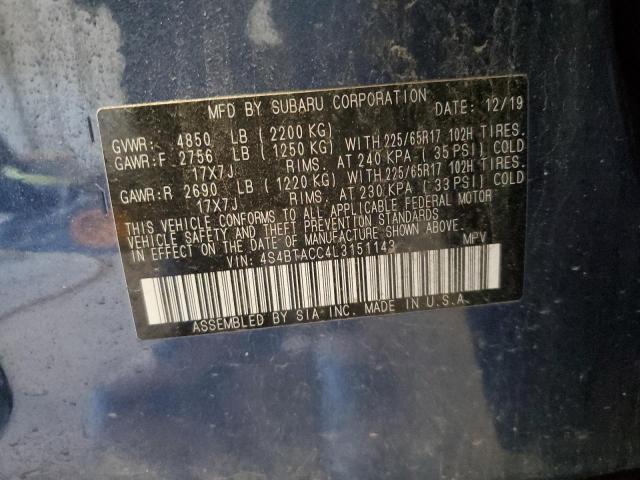 MFD BY SUBARU CORPORATION DATE: 12/19
GVWR: 4850 LB (2200 KG)
GAWR:F 2756 LB (1250 KG) WITH 225/65R17 102H TIRES.
17X7J RIMS, AT 240 KPA (35 PSI) COLD
GAWR:R 2690 LB (1220 KG) WITH 225/65R17 102H TIRES.
17X7J RIMS, AT 230 KPA (33 PSI) COLD
THIS VEHICLE CONFORMS TO ALL APPLICABLE FEDERAL MOTOR
VEHICLE SAFETY AND THEFT PREVENTION STANDARDS
IN EFFECT ON THE DATE OF MANUFACTURE SHOWN ABOVE.
VIN: 4S4BTACC4L3151143 MPV
ASSEMBLED BY SIA INC. MADE IN U.S.A.